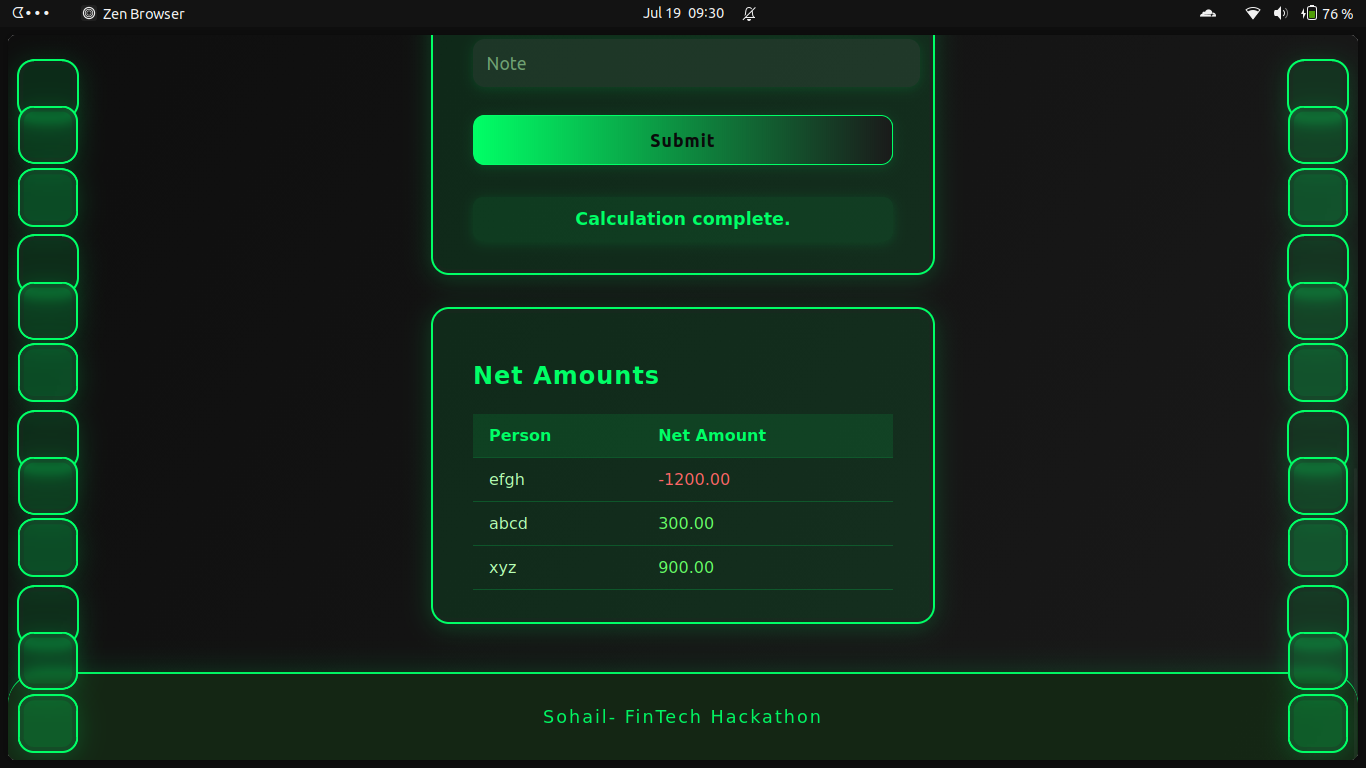 Zen Browser
Jul 19 09:30
76 %
Note
Submit
Calculation complete.
Net Amounts
Person Net Amount
efgh -1200.00
abcd 300.00
xyz 900.00
Sohail- FinTech Hackathon